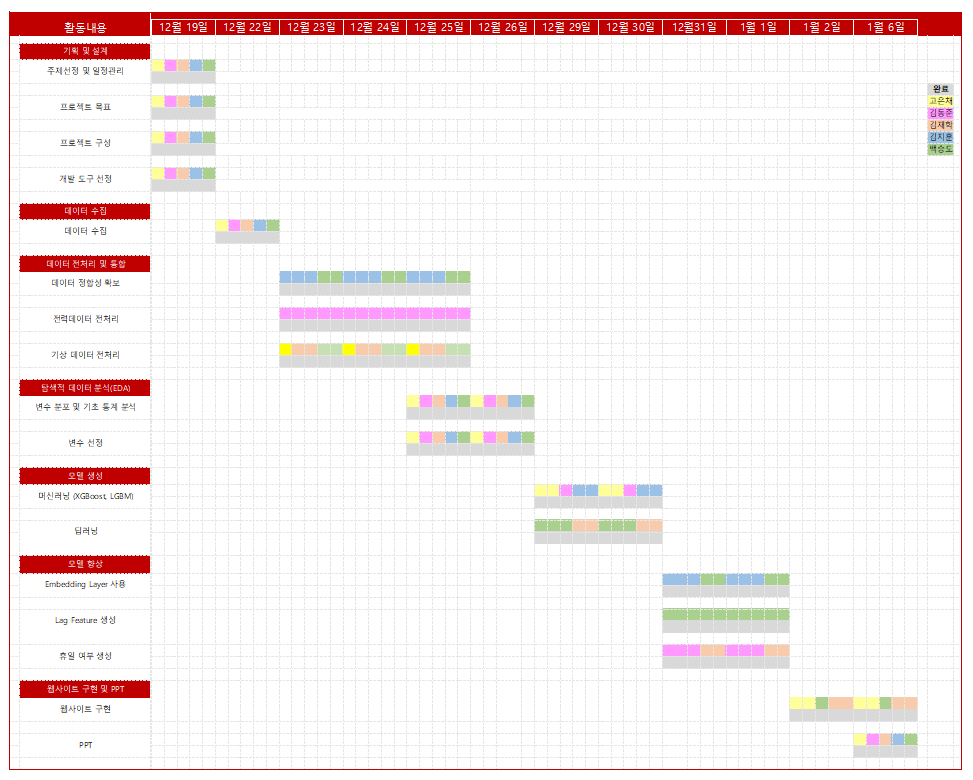 활동내용 12월 19일 12월 22일 12월 23일 12월 24일 12월 25일 12월 26일 12월 29일 12월 30일 12월31일 1월 1일 1월 2일 1월 6일
기획 및 설계
주제선정 및 일정관리
완료
고은채
프로젝트 목표
김동준
김재학
프로젝트 구성
김지훈
백승도
개발 도구 선정
데이터 수집
데이터 수집
데이터 전처리 및 통합
데이터 정합성 확보
전력데이터 전처리
기상 데이터 전처리
탐색적 데이터 분석(EDA)
변수 분포 및 기초 통계 분석
변수 선정
모델 생성
머신러닝 (XGBoost, LGBM)
딥러닝
모델 향상
Embedding Layer 사용
Lag Feature 생성
휴일 여부 생성
웹사이트 구현 및 PPT
웹사이트 구현
PPT